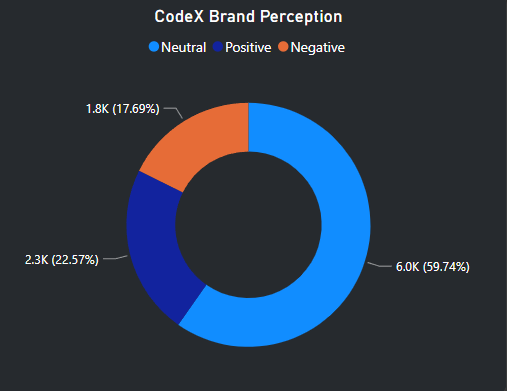 CodeX Brand Perception
Neutral Positive Negative
1.8K (17.69%)
2.3K (22.57%)
6.0K (59.74%)